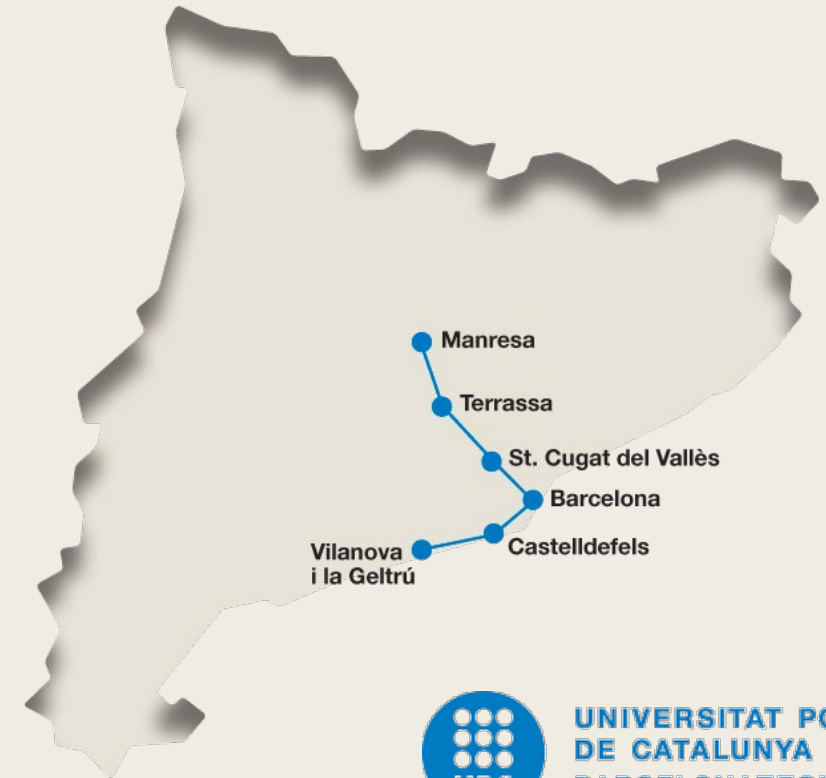 Manresa
Terrassa
St. Cugat del Vallès
Barcelona
Castelldefels
Vilanova
i la Geltrú
UNIVERSITAT PO
DE CATALUNYA